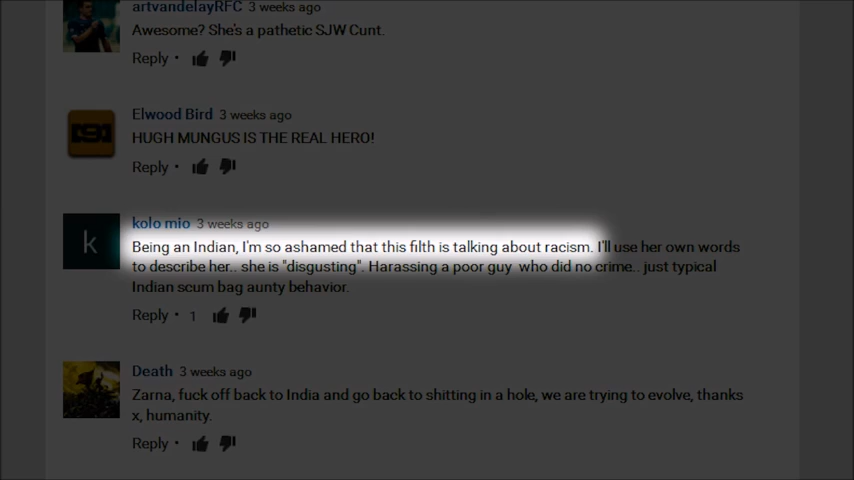 artvandelayRFC 3 weeks ago
Awesome? She's a pathetic SJW Cunt.
Reply •
Elwood Bird 3 weeks ago
HUGH MUNGUS IS THE REAL HERO!
Reply •
k
kolo mio 3 weeks ago
Being an Indian, I'm so ashamed that this filth is talking about racism. I'll use her own words
to describe her.. she is "disgusting". Harassing a poor guy who did no crime.. just typical
Indian scum bag aunty behavior.
Reply • 1
Death 3 weeks ago
Zarna, fuck off back to India and go back to shitting in a hole, we are trying to evolve, thanks
x, humanity.
Reply •